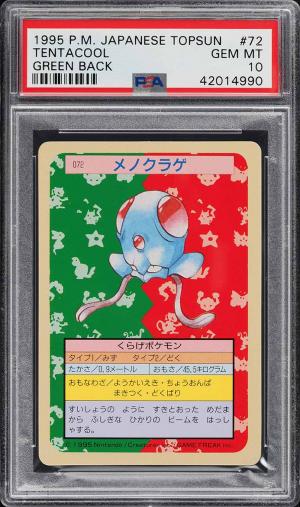 1995 P.M. JAPANESE TOPSUN #72
TENTACOOL GEM MT
GREEN BACK 10
PSA 42014990
072 メノクラゲ
くらげポケモン
タイプ1/みず タイプ2/どく
たかさ/0.9メートル おもさ/45.5キログラム
おもなわざ/ようかいえき・ちょうおんぱ
まきつく・どくばり
すいしょうの ように すきとおった めだま
から ふしぎな ひかりの ビームを はっしゃ
する。
© 1995 Nintendo/Creatures GAMEFREAK inc.